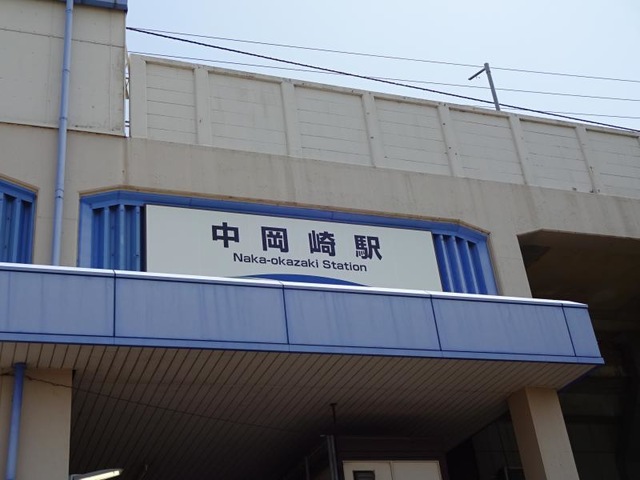 中岡崎駅
Naka-okazaki Station